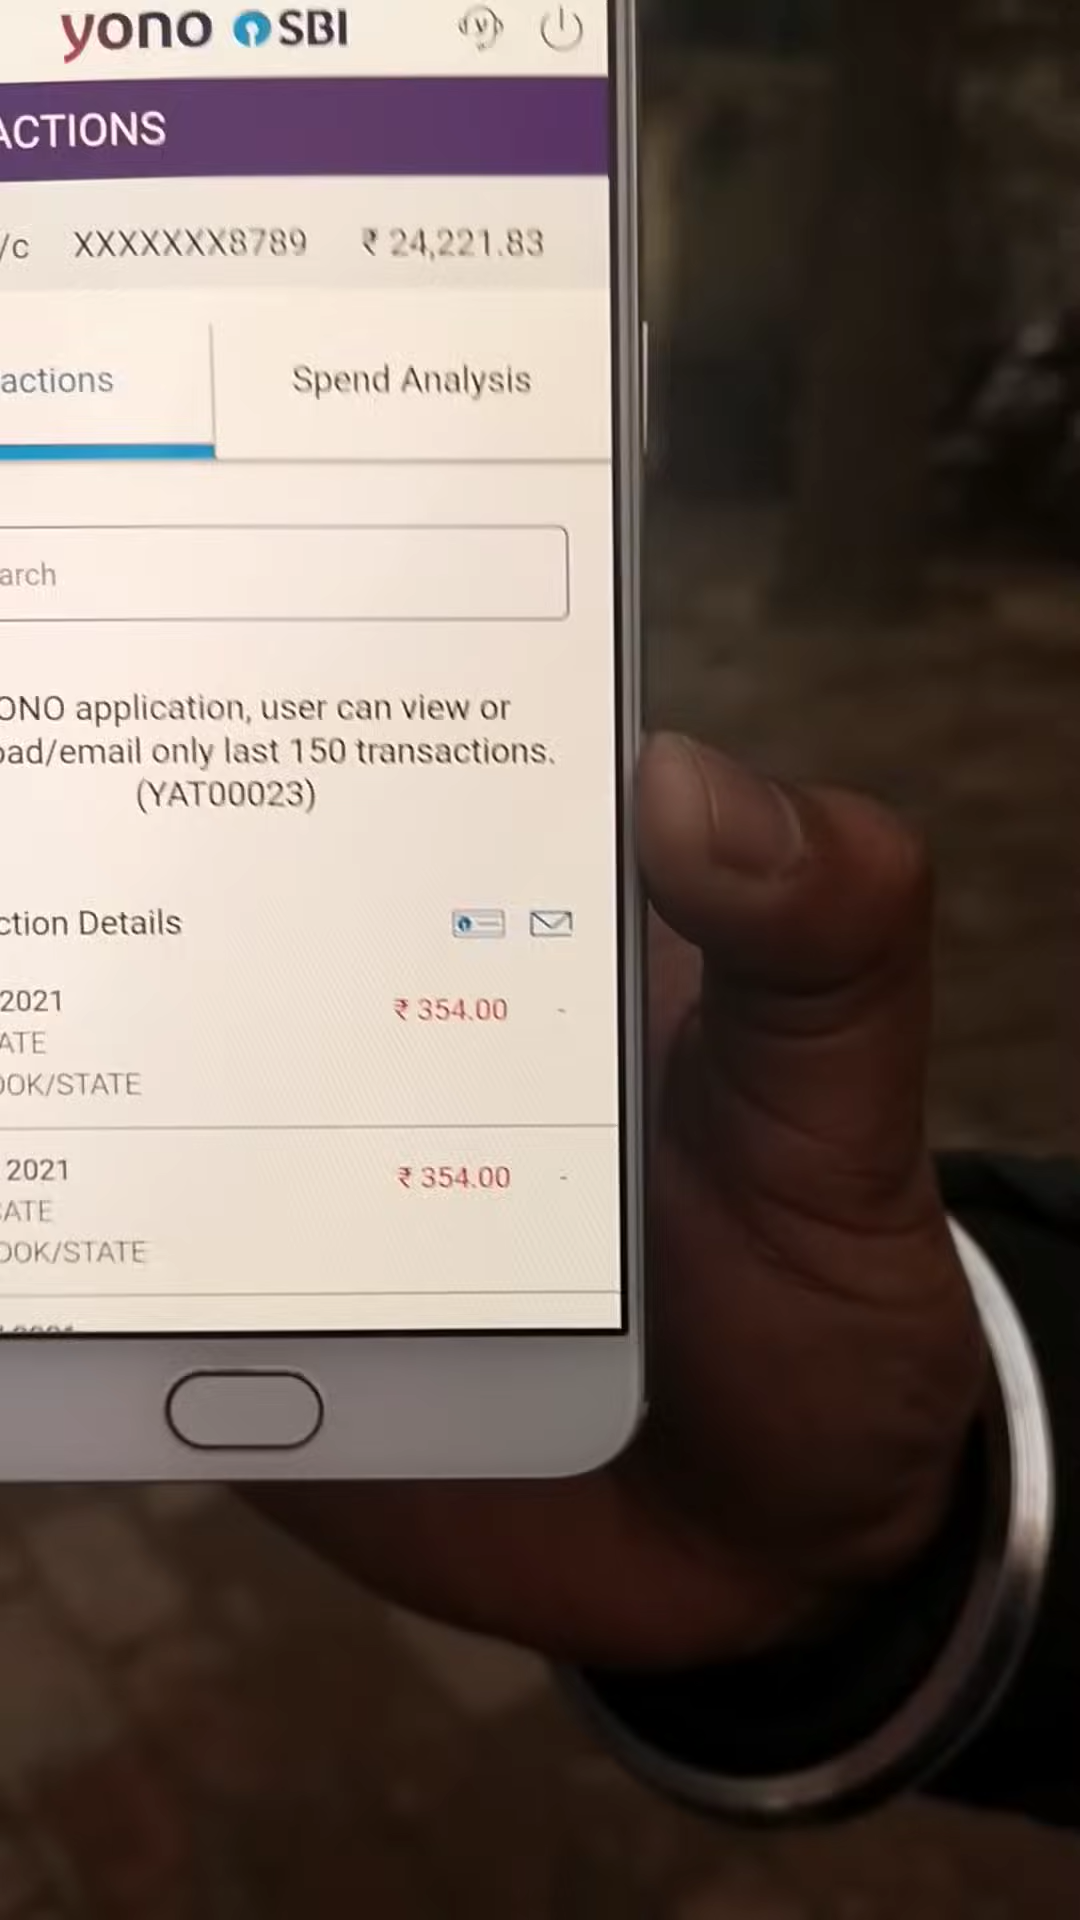 yono SBI
ACTIONS
/c XXXXXXX8789 ₹ 24,221.83
actions Spend Analysis
arch
ONO application, user can view or
oad/email only last 150 transactions.
(YAT00023)
ction Details
2021 ₹ 354.00 -
ATE
OOK/STATE
2021 ₹ 354.00 -
ATE
OOK/STATE